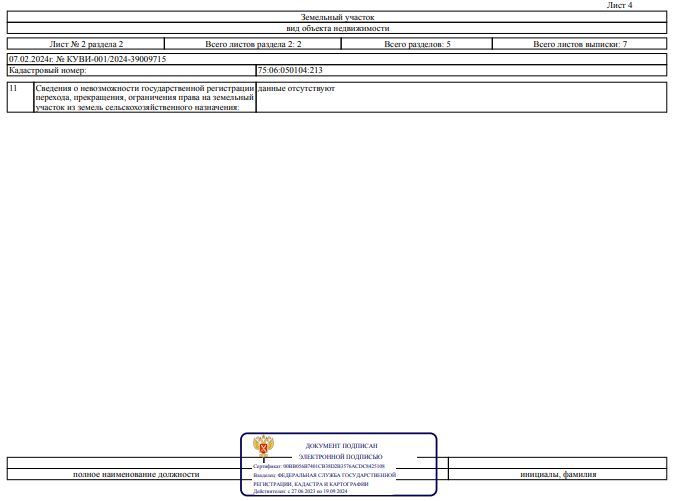 Лист 4
Земельный участок
вид объекта недвижимости
Лист № 2 раздела 2
Всего листов раздела 2: 2
Всего разделов: 5
Всего листов выписки: 7
07.02.2024г. № КУВИ-001/2024-39009715
Кадастровый номер:
75:06:050104:213
11
Сведения о невозможности государственной регистрации
перехода, прекращения, ограничения права на земельный
участок из земель сельскохозяйственного назначения:
данные отсутствуют
ДОКУМЕНТ ПОДПИСАН
ЭЛЕКТРОННОЙ ПОДПИСЬЮ
Сертификат:
Владелец: ФЕДЕРАЛЬНАЯ СЛУЖБА ГОСУДАРСТВЕННОЙ
РЕГИСТРАЦИИ, КАДАСТРА И КАРТОГРАФИИ
Действителен: с 27.06.2023 по 19.09.2024
полное наименование должности
инициалы, фамилия